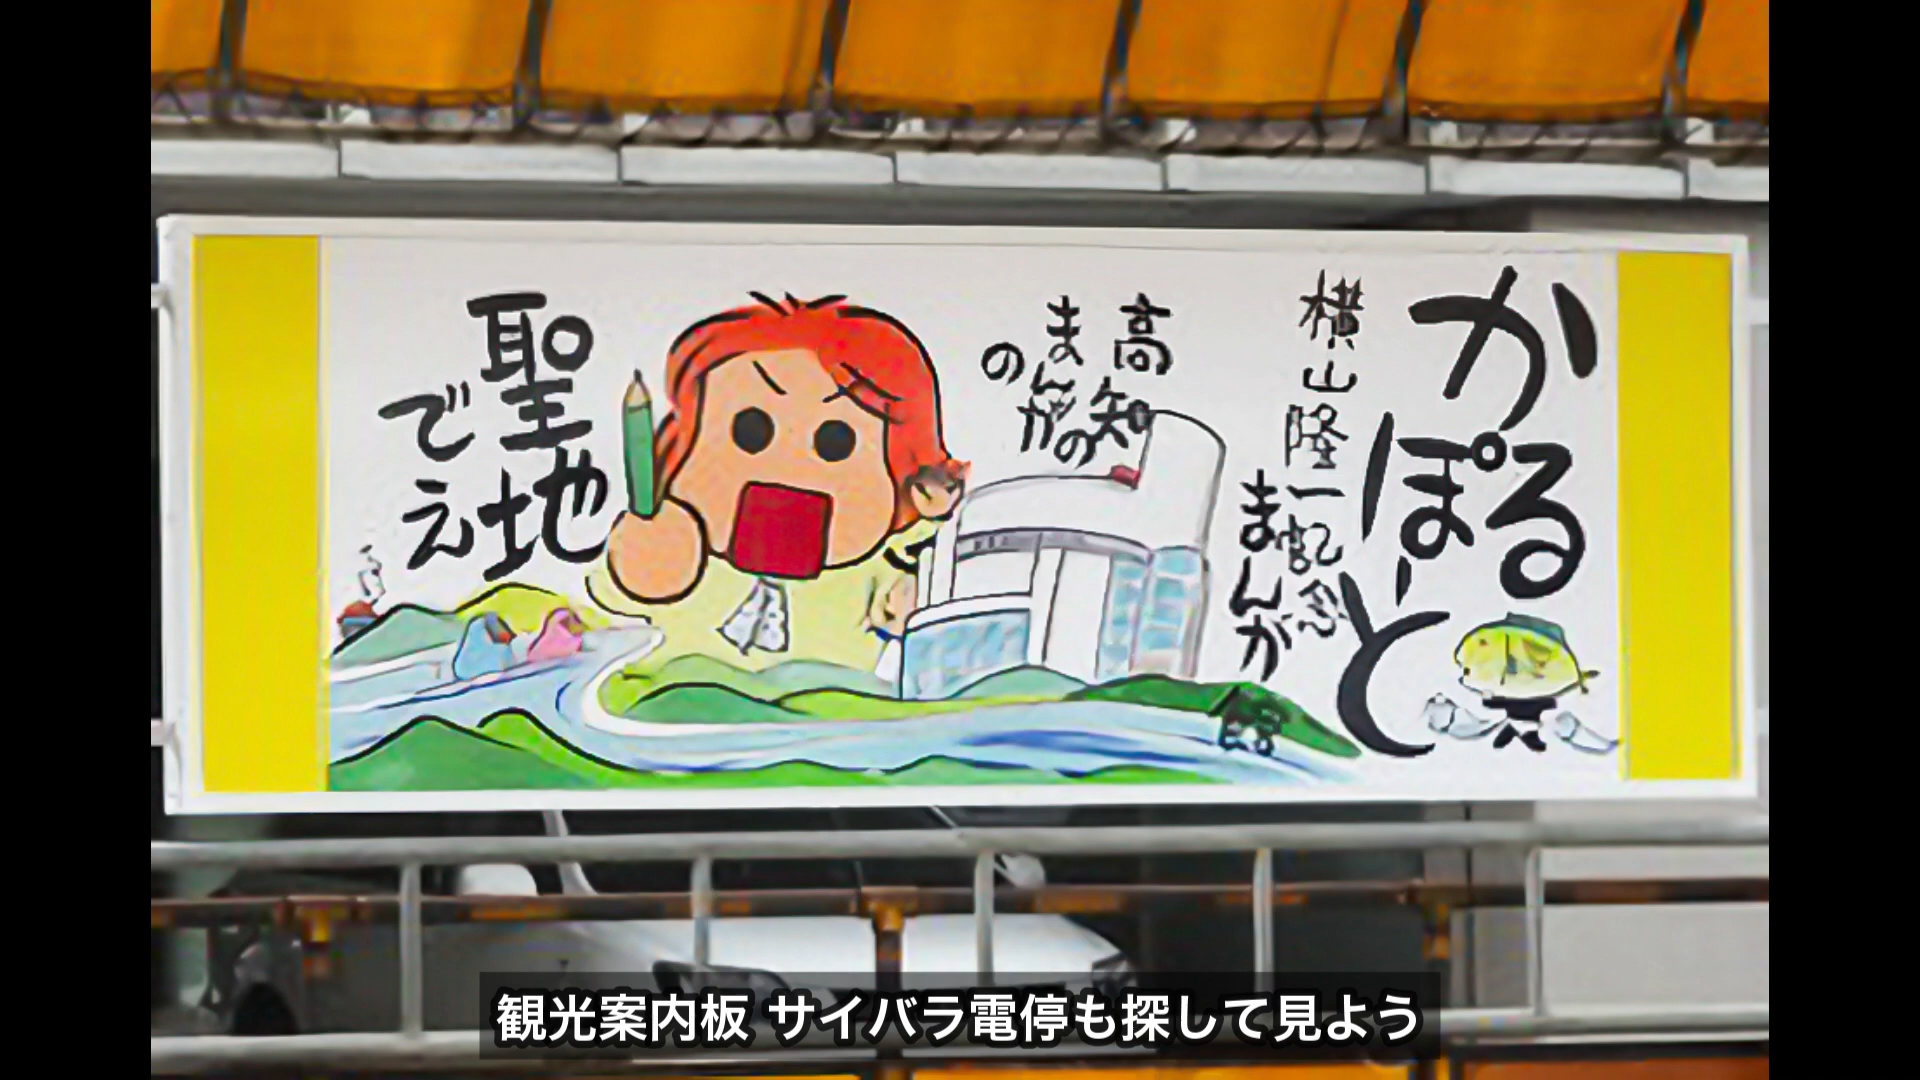 かるぽーと
横山隆一記念
まんが館
高知の
まんがの
聖地
でえ
観光案内板 サイバラ電停も探して見よう